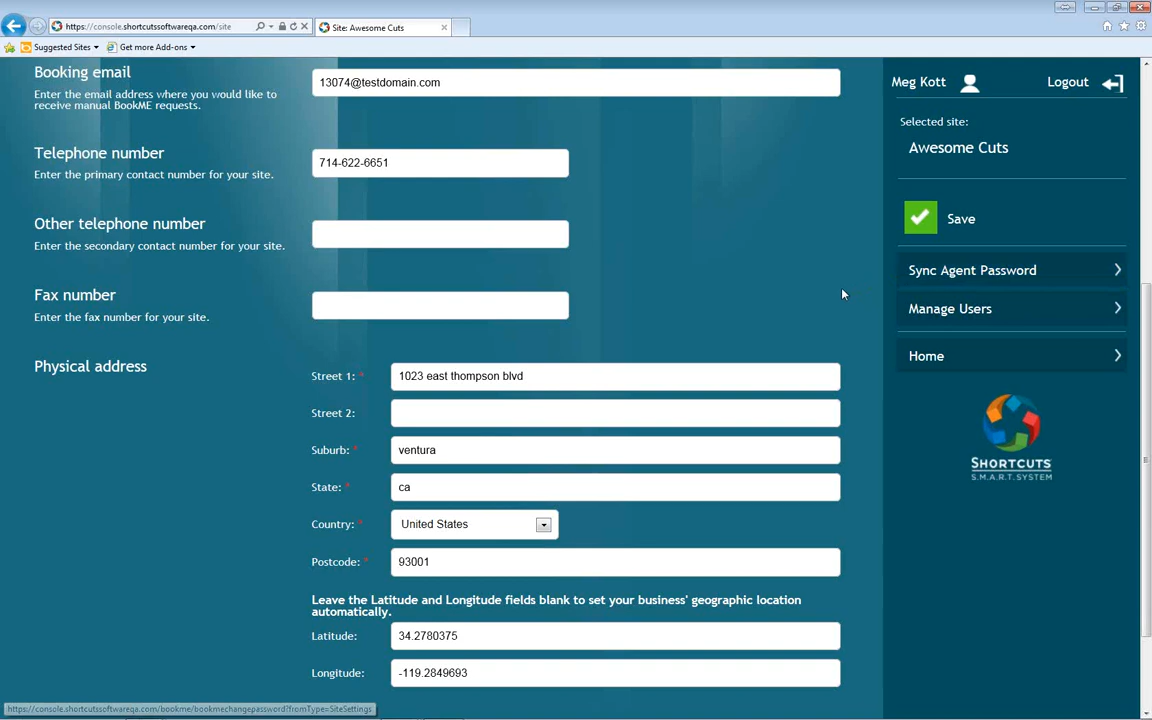 https://console.shortcutssoftwareqa.com/site
Site: Awesome Cuts
Suggested Sites
Get more Add-ons
Booking email
Enter the email address where you would like to
receive manual BookME requests.
13074@testdomain.com
Telephone number
Enter the primary contact number for your site.
714-622-6651
Other telephone number
Enter the secondary contact number for your site.
Fax number
Enter the fax number for your site.
Physical address
Street 1: *
1023 east thompson blvd
Street 2:
Suburb: *
ventura
State: *
ca
Country: *
United States
Postcode: *
93001
Leave the Latitude and Longitude fields blank to set your business' geographic location
automatically.
Latitude:
34.2780375
Longitude:
-119.2849693
Meg Kott
Logout
Selected site:
Awesome Cuts
Save
Sync Agent Password
Manage Users
Home
SHORTCUTS
S.M.A.R.T. SYSTEM
https://console.shortcutssoftwareqa.com/bookme/bookmechangepassword?fromType=SiteSettings